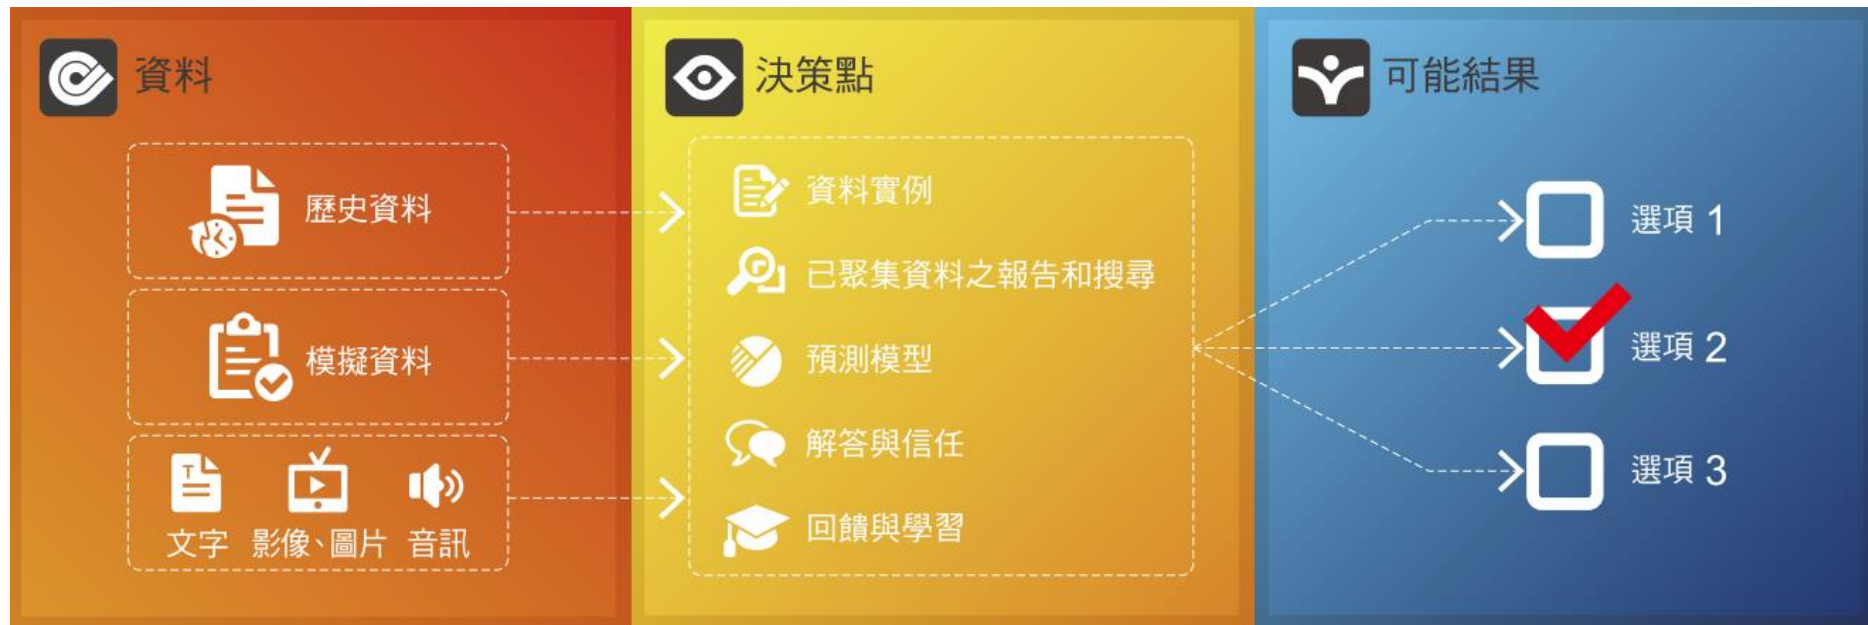 資料
歷史資料
模擬資料
T
文字 影像、圖片 音訊
決策點
資料實例
已聚集資料之報告和搜尋
預測模型
解答與信任
回饋與學習
可能結果
選項 1
選項 2
選項 3